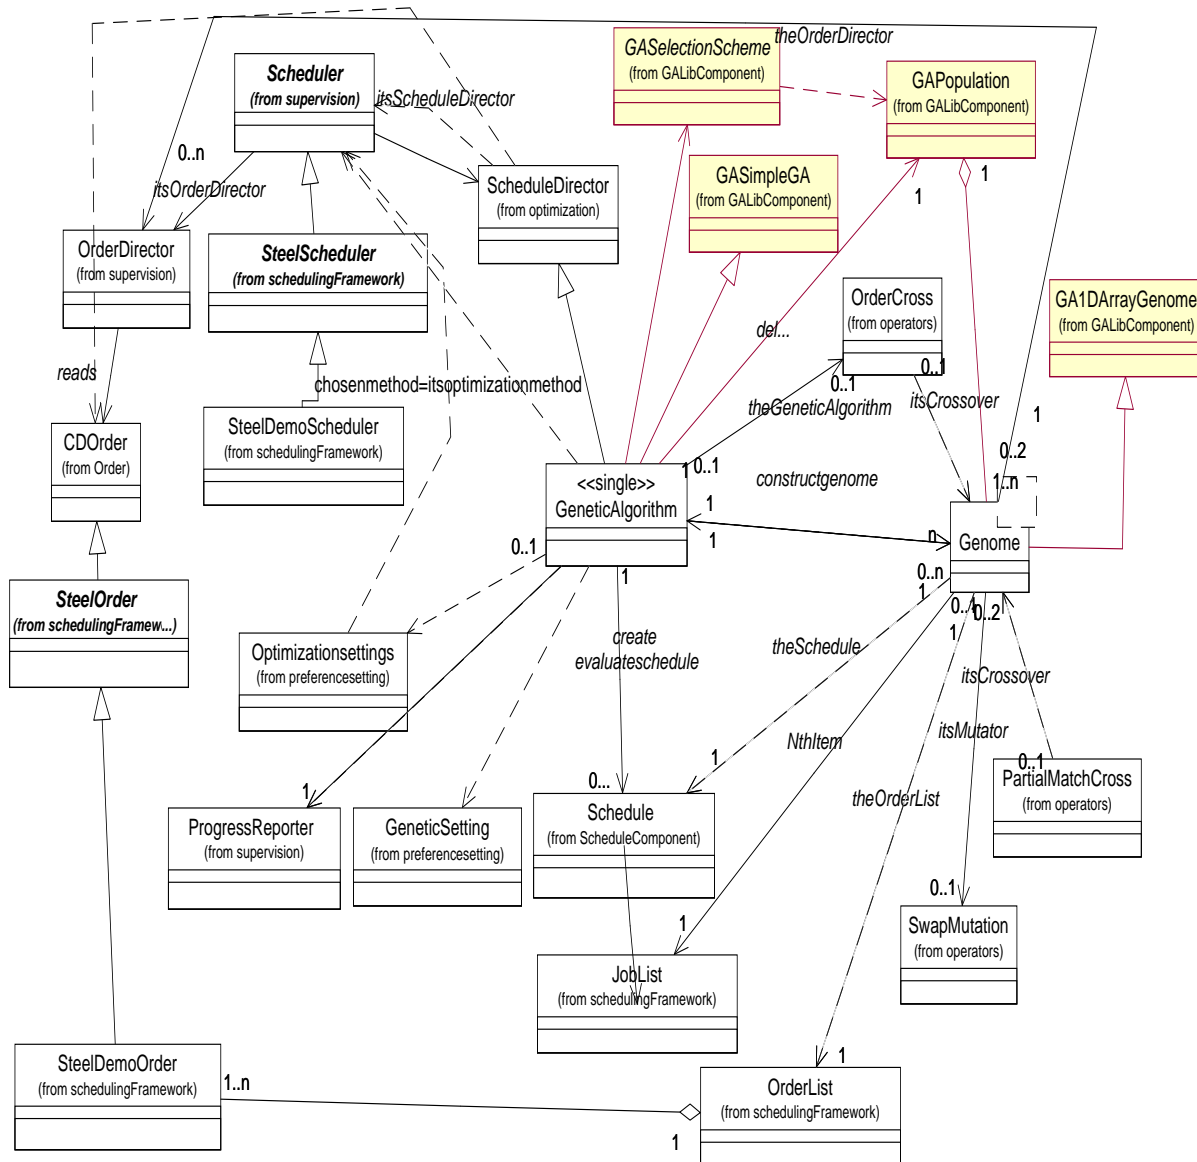 theOrderDirector
GASelectionScheme
(from GALibComponent)
GAPopulation
(from GALibComponent)
Scheduler
(from supervision)
itsScheduleDirector
0..n
itsOrderDirector
1
1
GASimpleGA
(from GALibComponent)
ScheduleDirector
(from optimization)
OrderDirector
(from supervision)
SteelScheduler
(from schedulingFramework)
OrderCross
(from operators)
GA1DArrayGenome
(from GALibComponent)
del...
reads
chosenmethod=itsoptimizationmethod
0..1
0..1
theGeneticAlgorithm
itsCrossover
1
SteelDemoScheduler
(from schedulingFramework)
CDOrder
(from Order)
0..2
1
0..1
constructgenome
1..n
<<single>>
GeneticAlgorithm
1
1
n
Genome
0..1
1
0..n
1
SteelOrder
(from schedulingFramew...)
0..1
0..2
1
create
evaluateschedule
theSchedule
Optimizationsettings
(from preferencesetting)
itsCrossover
itsMutator
NthItem
1
0..1
1
0...
theOrderList
PartialMatchCross
(from operators)
ProgressReporter
(from supervision)
GeneticSetting
(from preferencesetting)
Schedule
(from ScheduleComponent)
0..1
1
SwapMutation
(from operators)
JobList
(from schedulingFramework)
SteelDemoOrder
(from schedulingFramework)
1..n
1
OrderList
(from schedulingFramework)
1